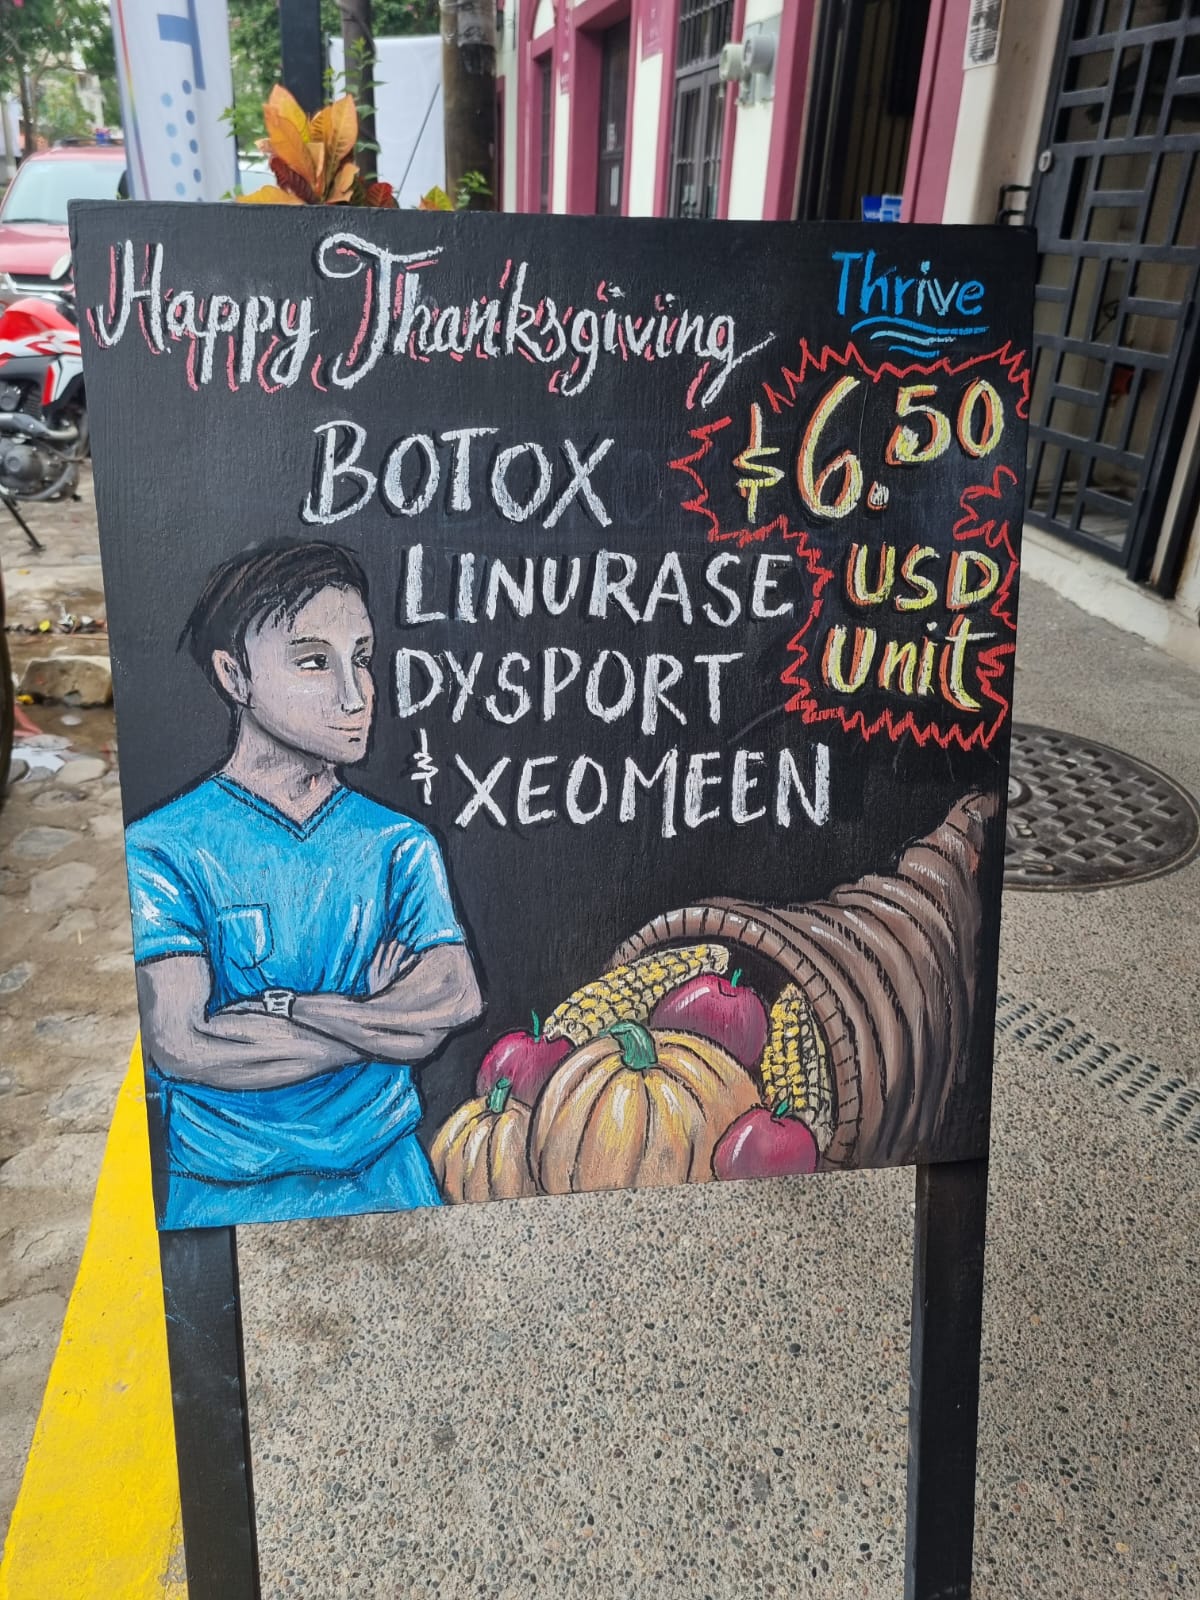 Happy Thanksgiving
Thrive
BOTOX
$6.50
LINURASE
USD
DYSPORT
Unit
& XEOMEEN